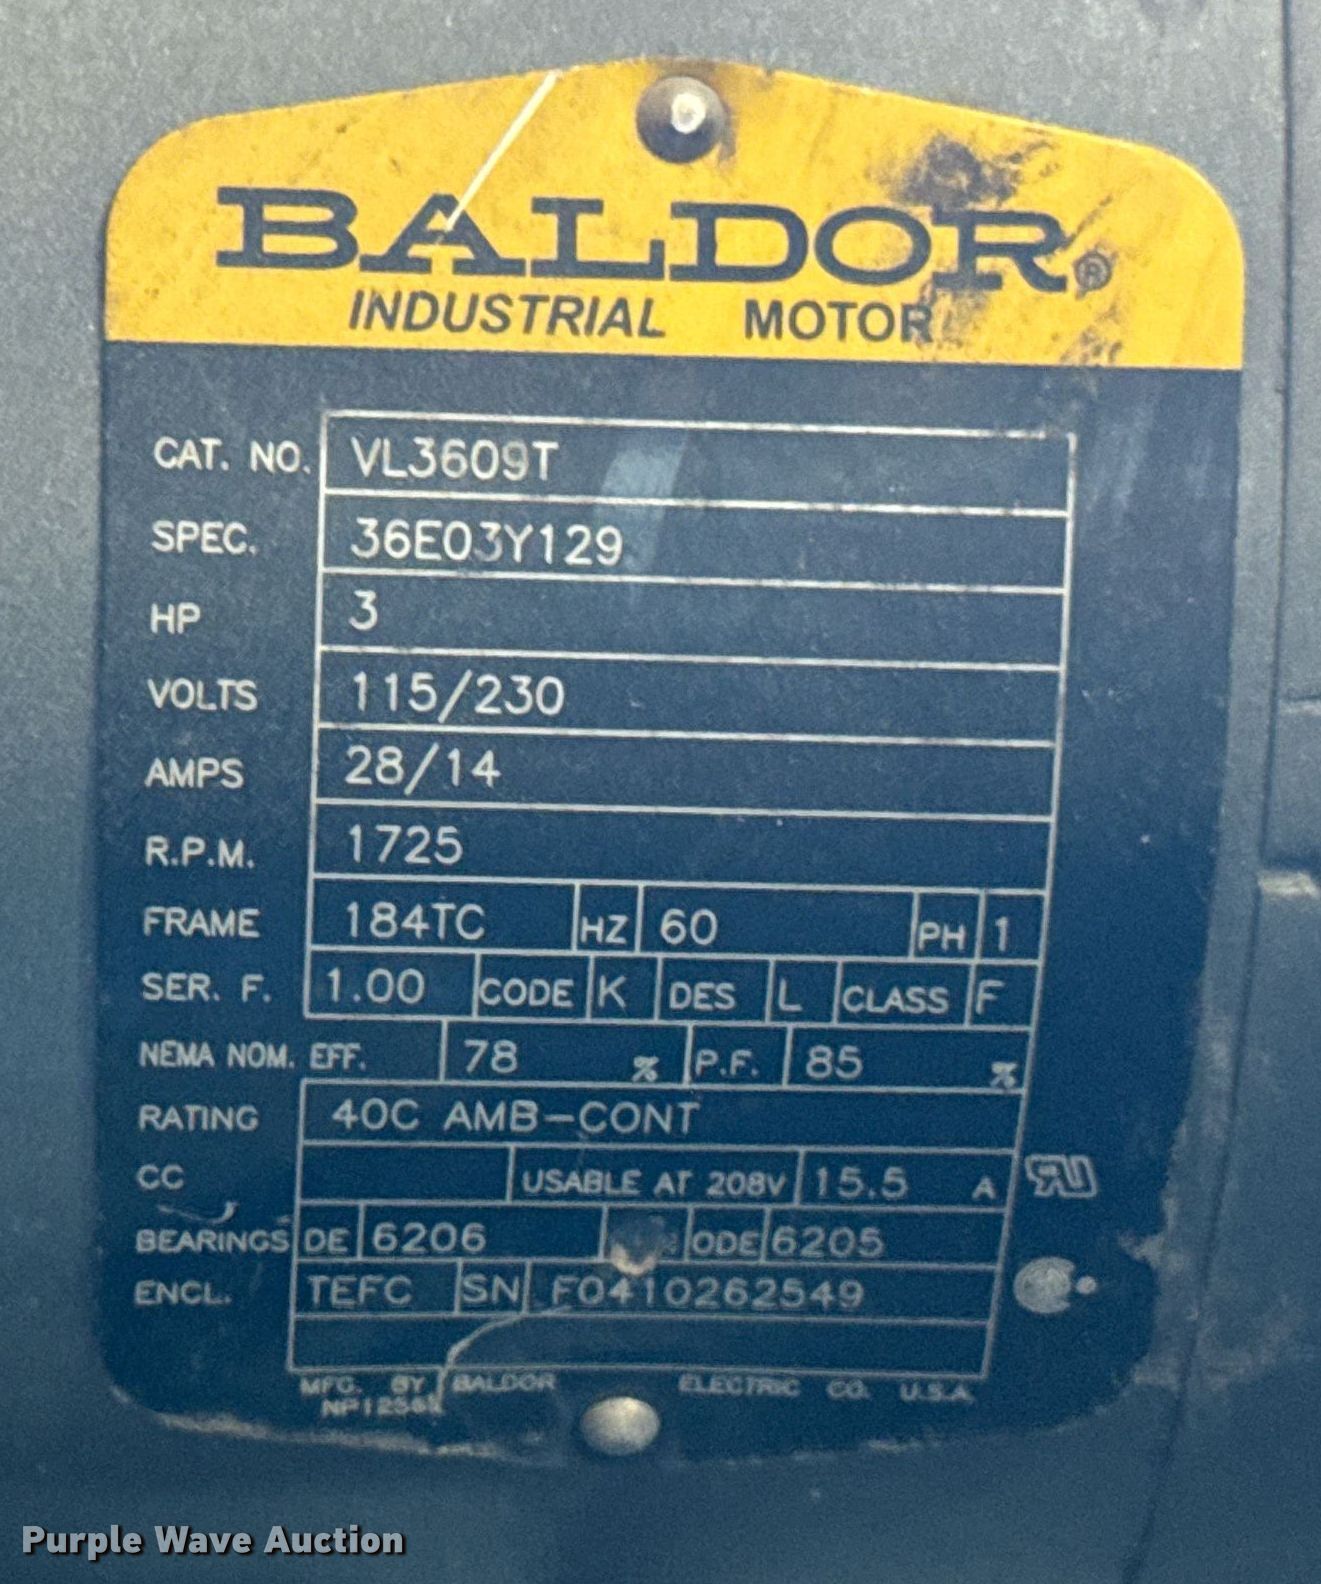 BALDOR®
INDUSTRIAL MOTOR
CAT. NO. VL3609T
SPEC. 36E03Y129
HP 3
VOLTS 115/230
AMPS 28/14
R.P.M. 1725
FRAME 184TC HZ 60 PH 1
SER. F. 1.00 CODE K DES L CLASS F
NEMA NOM. EFF. 78 % P.F. 85 %
RATING 40C AMB-CONT
CC USABLE AT 208V 15.5 A
BEARINGS DE 6206 ODE 6205
ENCL. TEFC SN F0410262549
MFG. BY BALDOR ELECTRIC CO. U.S.A.
Purple Wave Auction